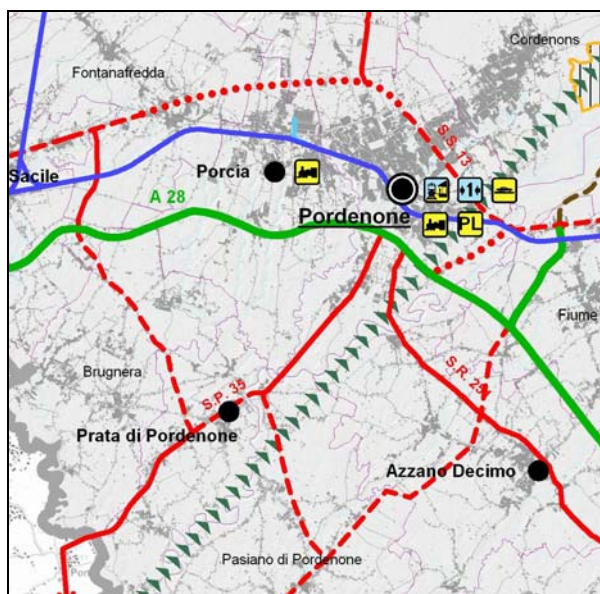 Cordenons
Fontanafredda
S.S. 13
Sacile
Porcia
A 28
1
Pordenone
PL
Fiume
Brugnera
S.P. 35
S.R. 251
Prata di Pordenone
Azzano Decimo
Pasiano di Pordenone